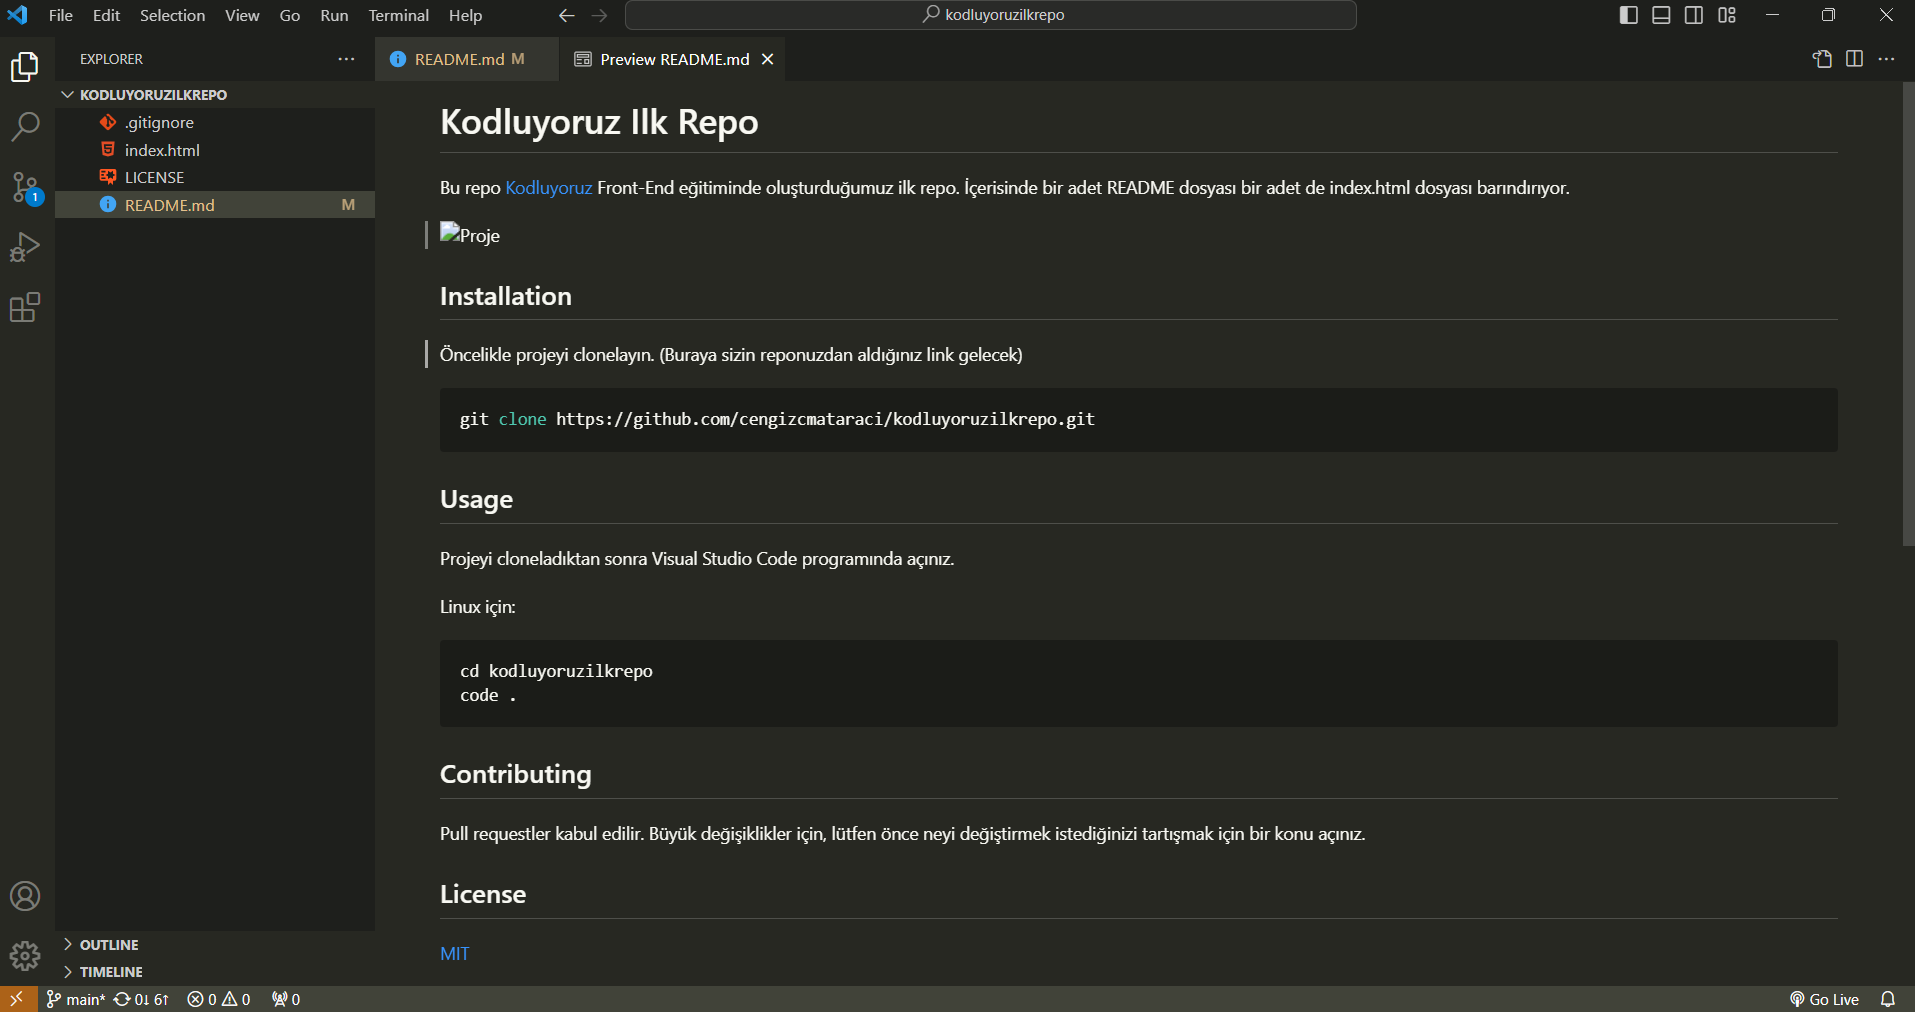 File Edit Selection View Go Run Terminal Help
kodluyoruzilkrepo
EXPLORER
README.md M
Preview README.md
KODLUYORUZILKREPO
.gitignore
index.html
LICENSE
README.md M
1
Kodluyoruz Ilk Repo
Bu repo Kodluyoruz Front-End eğitiminde oluşturduğumuz ilk repo. İçerisinde bir adet README dosyası bir adet de index.html dosyası barındırıyor.
Proje
Installation
Öncelikle projeyi clonelayın. (Buraya sizin reponuzdan aldığınız link gelecek)
git clone https://github.com/cengizcmataraci/kodluyoruzilkrepo.git
Usage
Projeyi cloneladıktan sonra Visual Studio Code programında açınız.
Linux için:
cd kodluyoruzilkrepo
code .
Contributing
Pull requestler kabul edilir. Büyük değişiklikler için, lütfen önce neyi değiştirmek istediğinizi tartışmak için bir konu açınız.
License
MIT
OUTLINE
TIMELINE
main* 0↓ 6↑ 0 0 0
Go Live